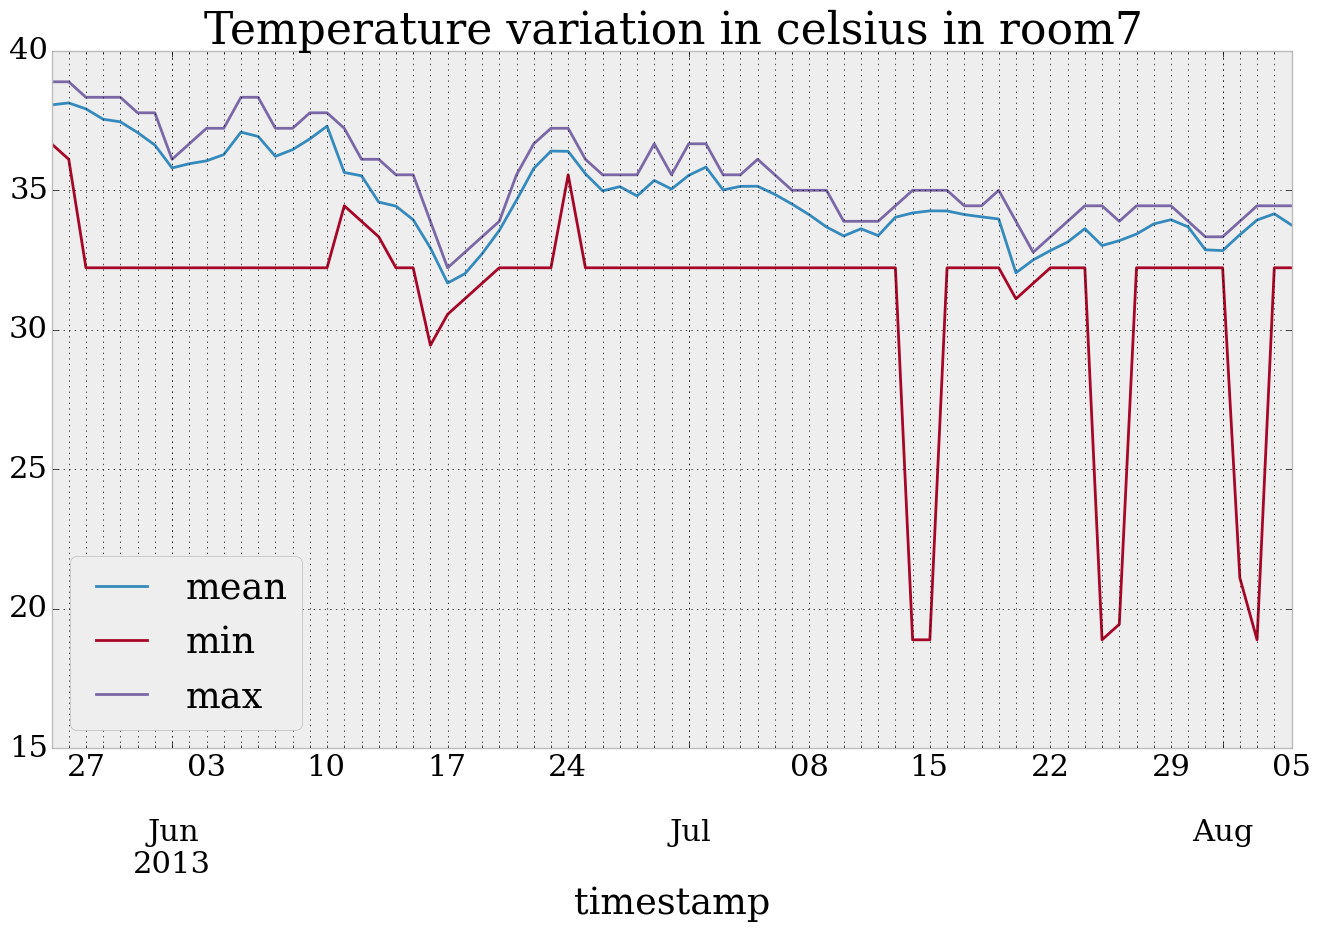 Temperature variation in celsius in room7
40
35
30
25
20
15
mean
min
max
27 03 10 17 24 08 15 22 29 05
Jun Jul Aug
2013
timestamp